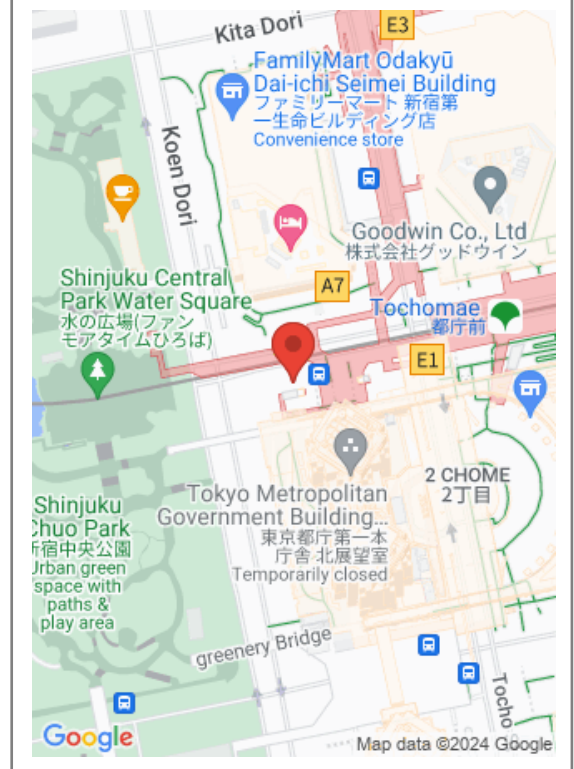 Kita Dori
E3
FamilyMart Odakyū
Dai-ichi Seimei Building
ファミリーマート 新宿第
一生命ビルディング店
Convenience store
Koen Dori
Goodwin Co., Ltd
株式会社グッドウイン
Shinjuku Central
Park Water Square
水の広場(ファン
モアタイムひろば)
A7
Tochomae
都庁前
E1
2 CHOME
2丁目
Tokyo Metropolitan
Government Building...
東京都庁第一本
庁舎 北展望室
Temporarily closed
Shinjuku
Chuo Park
新宿中央公園
Urban green
space with
paths &
play area
greenery Bridge
Tocho
Google
Map data ©2024 Google